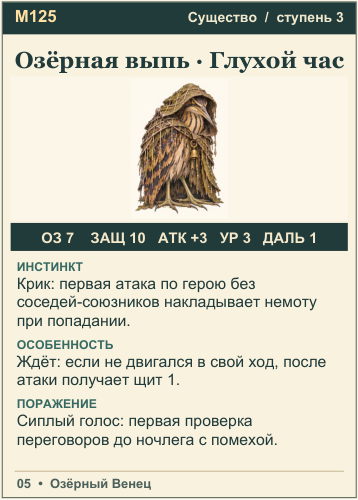 M125
Существо / ступень 3
Озёрная выпь · Глухой час
ОЗ 7 ЗАЩ 10 АТК +3 УР 3 ДАЛЬ 1
ИНСТИНКТ
Крик: первая атака по герою без
соседей-союзников накладывает немоту
при попадании.
ОСОБЕННОСТЬ
Ждёт: если не двигался в свой ход, после
атаки получает щит 1.
ПОРАЖЕНИЕ
Сиплый голос: первая проверка
переговоров до ночлега с помехой.
05 • Озёрный Венец